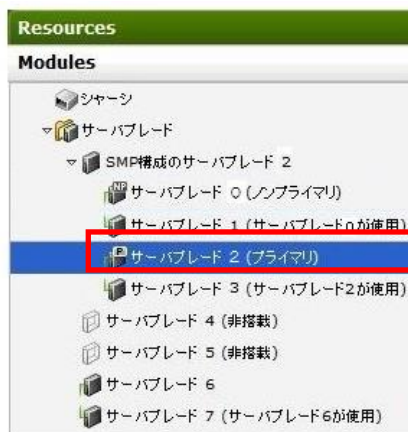 Resources
Modules
シャーシ
サーバブレード
SMP構成のサーバブレード 2
サーバブレード 0 (ノンプライマリ)
サーバブレード 1 (サーバブレード0が使用)
サーバブレード 2 (プライマリ)
サーバブレード 3 (サーバブレード2が使用)
サーバブレード 4 (非搭載)
サーバブレード 5 (非搭載)
サーバブレード 6
サーバブレード 7 (サーバブレード6が使用)